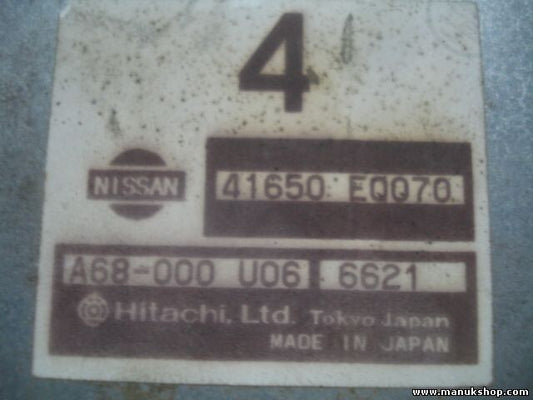 4
NISSAN
41650 EQ070
A68-000 U06 6621
Hitachi, Ltd. Tokyo Japan
MADE IN JAPAN
www.manukshop.com